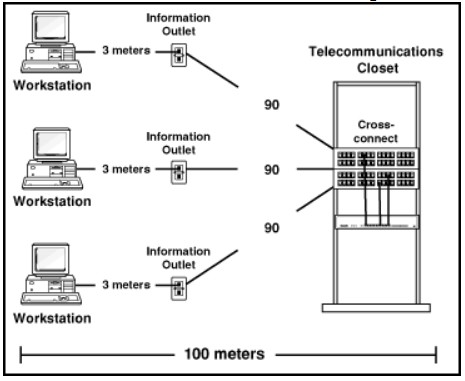 Information
Outlet
3 meters
Workstation
Telecommunications
Closet
90
Cross-
connect
Information
Outlet
3 meters
90
Workstation
90
Information
Outlet
3 meters
Workstation
100 meters